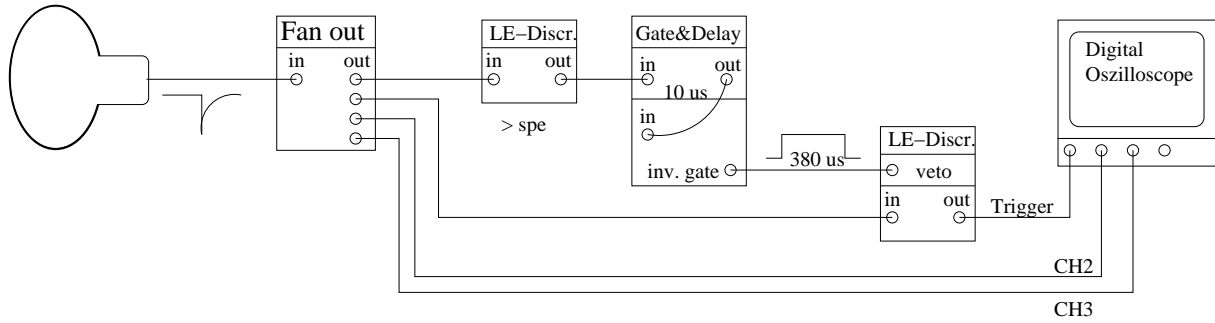 Fan out
in out
LE−Discr.
in out
> spe
Gate&Delay
in out
10 us
in
inv. gate
380 us
LE−Discr.
veto
in out
Trigger
Digital
Oszilloscope
CH2
CH3